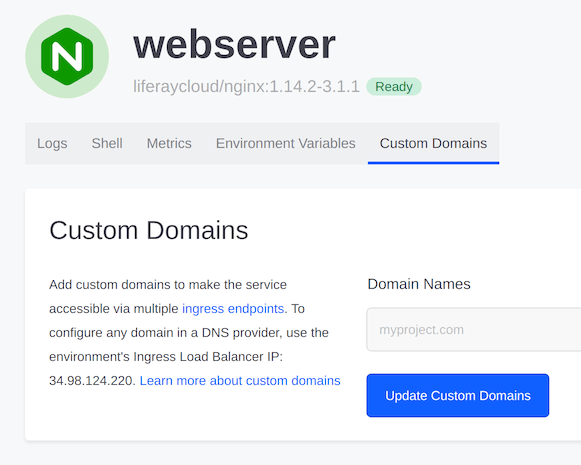 N
webserver
liferaycloud/nginx:1.14.2-3.1.1 Ready
Logs Shell Metrics Environment Variables Custom Domains
Custom Domains
Add custom domains to make the service
accessible via multiple ingress endpoints. To
configure any domain in a DNS provider, use the
environment's Ingress Load Balancer IP:
34.98.124.220. Learn more about custom domains
Domain Names
myproject.com
Update Custom Domains